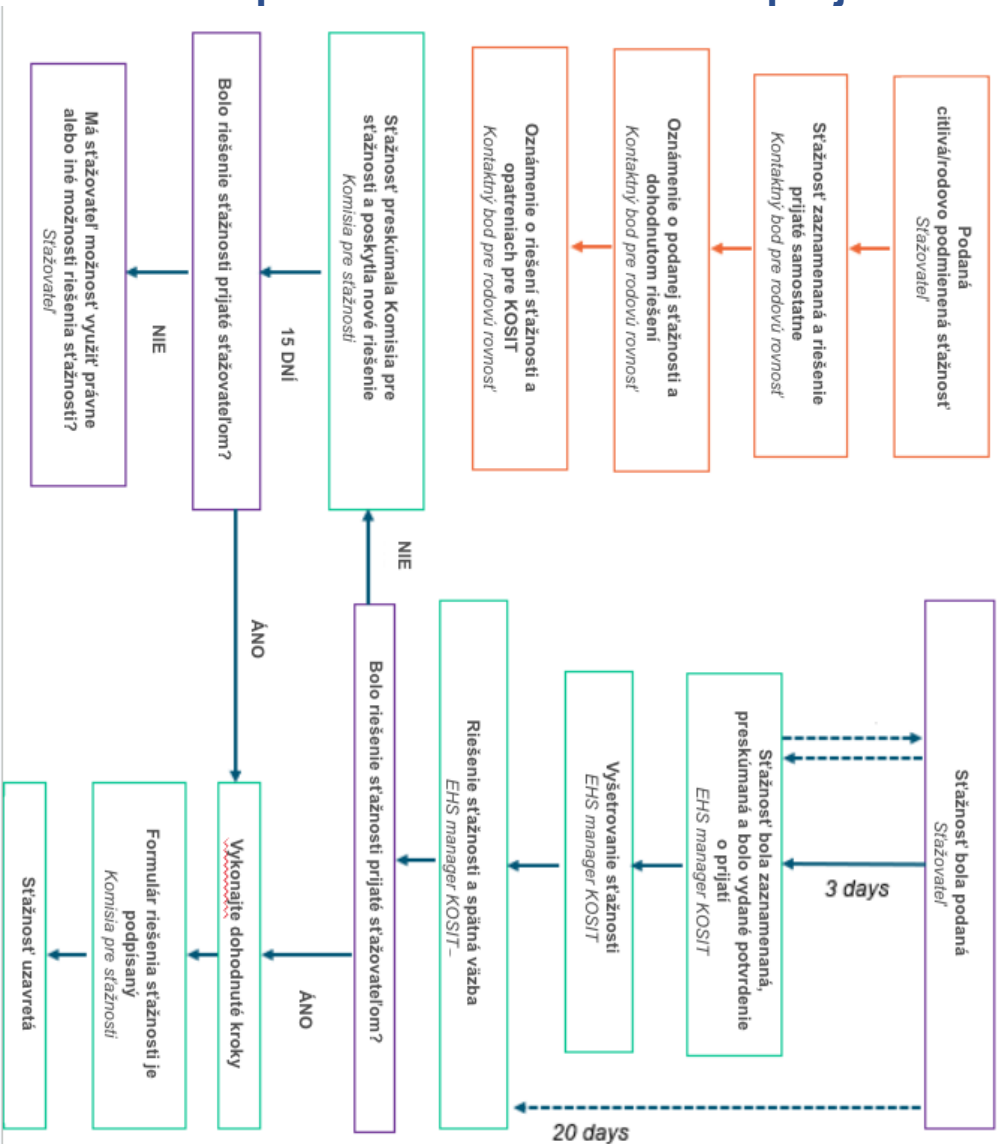 Podaná
citlivá/rodovo podmienená sťažnosť
Sťažovateľ
Sťažnosť zaznamenaná a riešenie
prijaté samostatne
Kontaktný bod pre rodovú rovnosť
Oznámenie o podanej sťažnosti a
dohodnutom riešení
Kontaktný bod pre rodovú rovnosť
Oznámenie o riešení sťažnosti a
opatreniach pre KOSIT
Kontaktný bod pre rodovú rovnosť
Sťažnosť bola podaná
Sťažovateľ
3 days
20 days
Sťažnosť bola zaznamenaná,
preskúmaná a bolo vydané potvrdenie
o prijatí
EHS manager KOSIT
Vyšetrovanie sťažnosti
EHS manager KOSIT
Riešenie sťažnosti a spätná väzba
EHS manager KOSIT–
Bolo riešenie sťažnosti prijaté sťažovateľom?
NIE
ÁNO
Sťažnosť preskúmala Komisia pre
sťažnosti a poskytla nové riešenie
Komisia pre sťažnosti
15 DNÍ
Bolo riešenie sťažnosti prijaté sťažovateľom?
ÁNO
NIE
Má sťažovateľ možnosť využiť právne
alebo iné možnosti riešenia sťažnosti?
Sťažovateľ
Vykonajte dohodnuté kroky
Formulár riešenia sťažnosti je
podpísaný
Komisia pre sťažnosti
Sťažnosť uzavretá